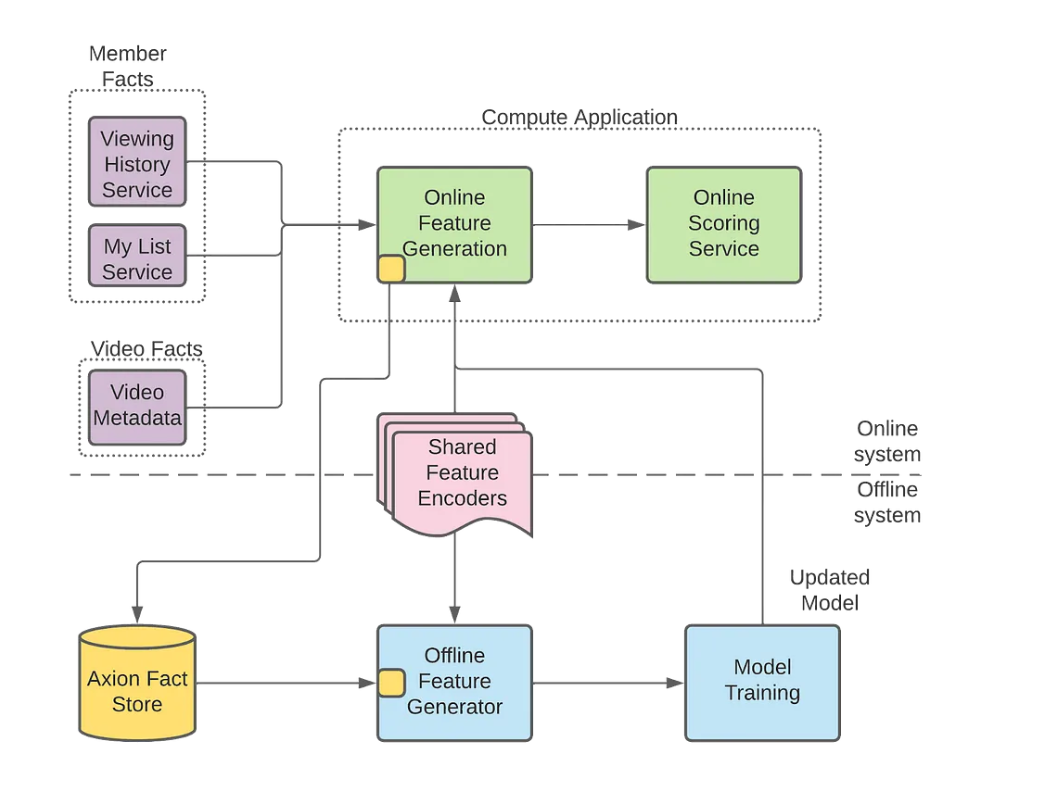 Member
Facts
Viewing
History
Service
My List
Service
Video Facts
Video
Metadata
Compute Application
Online
Feature
Generation
Online
Scoring
Service
Shared
Feature
Encoders
Online
system
Offline
system
Updated
Model
Axion Fact
Store
Offline
Feature
Generator
Model
Training